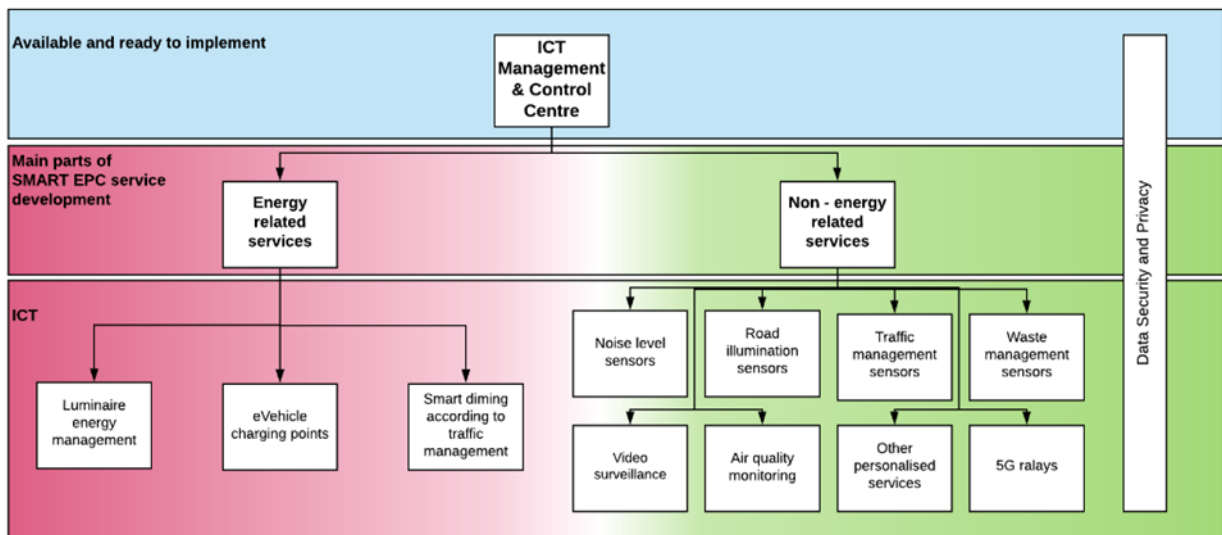 Available and ready to implement
ICT
Management
& Control
Centre
Main parts of
SMART EPC service
development
Energy
related
services
Non - energy
related
services
Data Security and Privacy
ICT
Noise level
sensors
Road
illumination
sensors
Traffic
management
sensors
Waste
management
sensors
Luminaire
energy
management
eVehicle
charging points
Smart diming
according to
traffic
management
Video
surveillance
Air quality
monitoring
Other
personalised
services
5G ralays